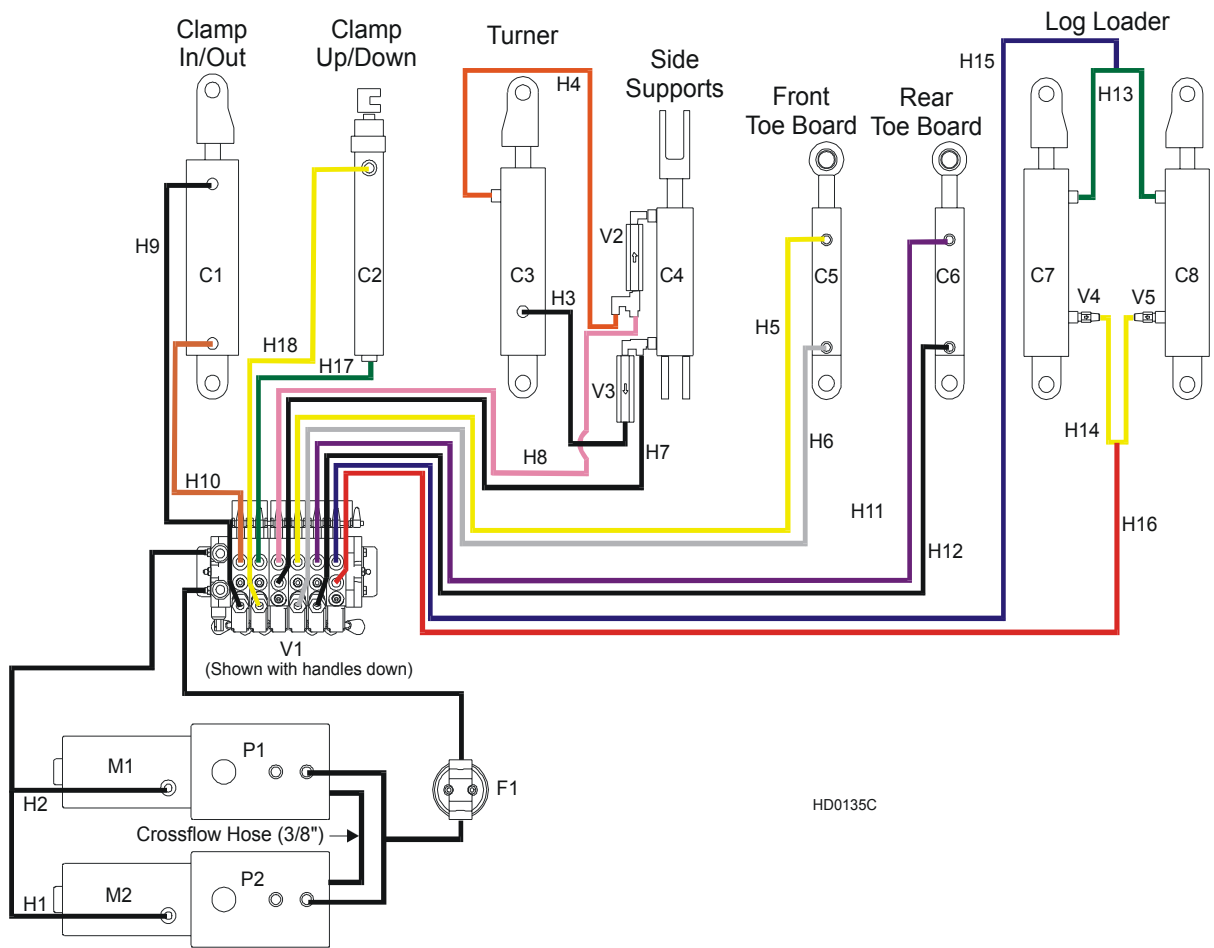 Clamp
In/Out
Clamp
Up/Down
Turner
Side
Supports
Front
Toe Board
Rear
Toe Board
Log Loader
H15
H4
H13
H9
V2
C1
C2
C3
C4
C5
C6
C7
C8
H3
V4
V5
H5
H18
H17
V3
H14
H6
H7
H8
H10
H11
H16
H12
V1
(Shown with handles down)
M1
P1
F1
H2
HD0135C
Crossflow Hose (3/8")
M2
P2
H1